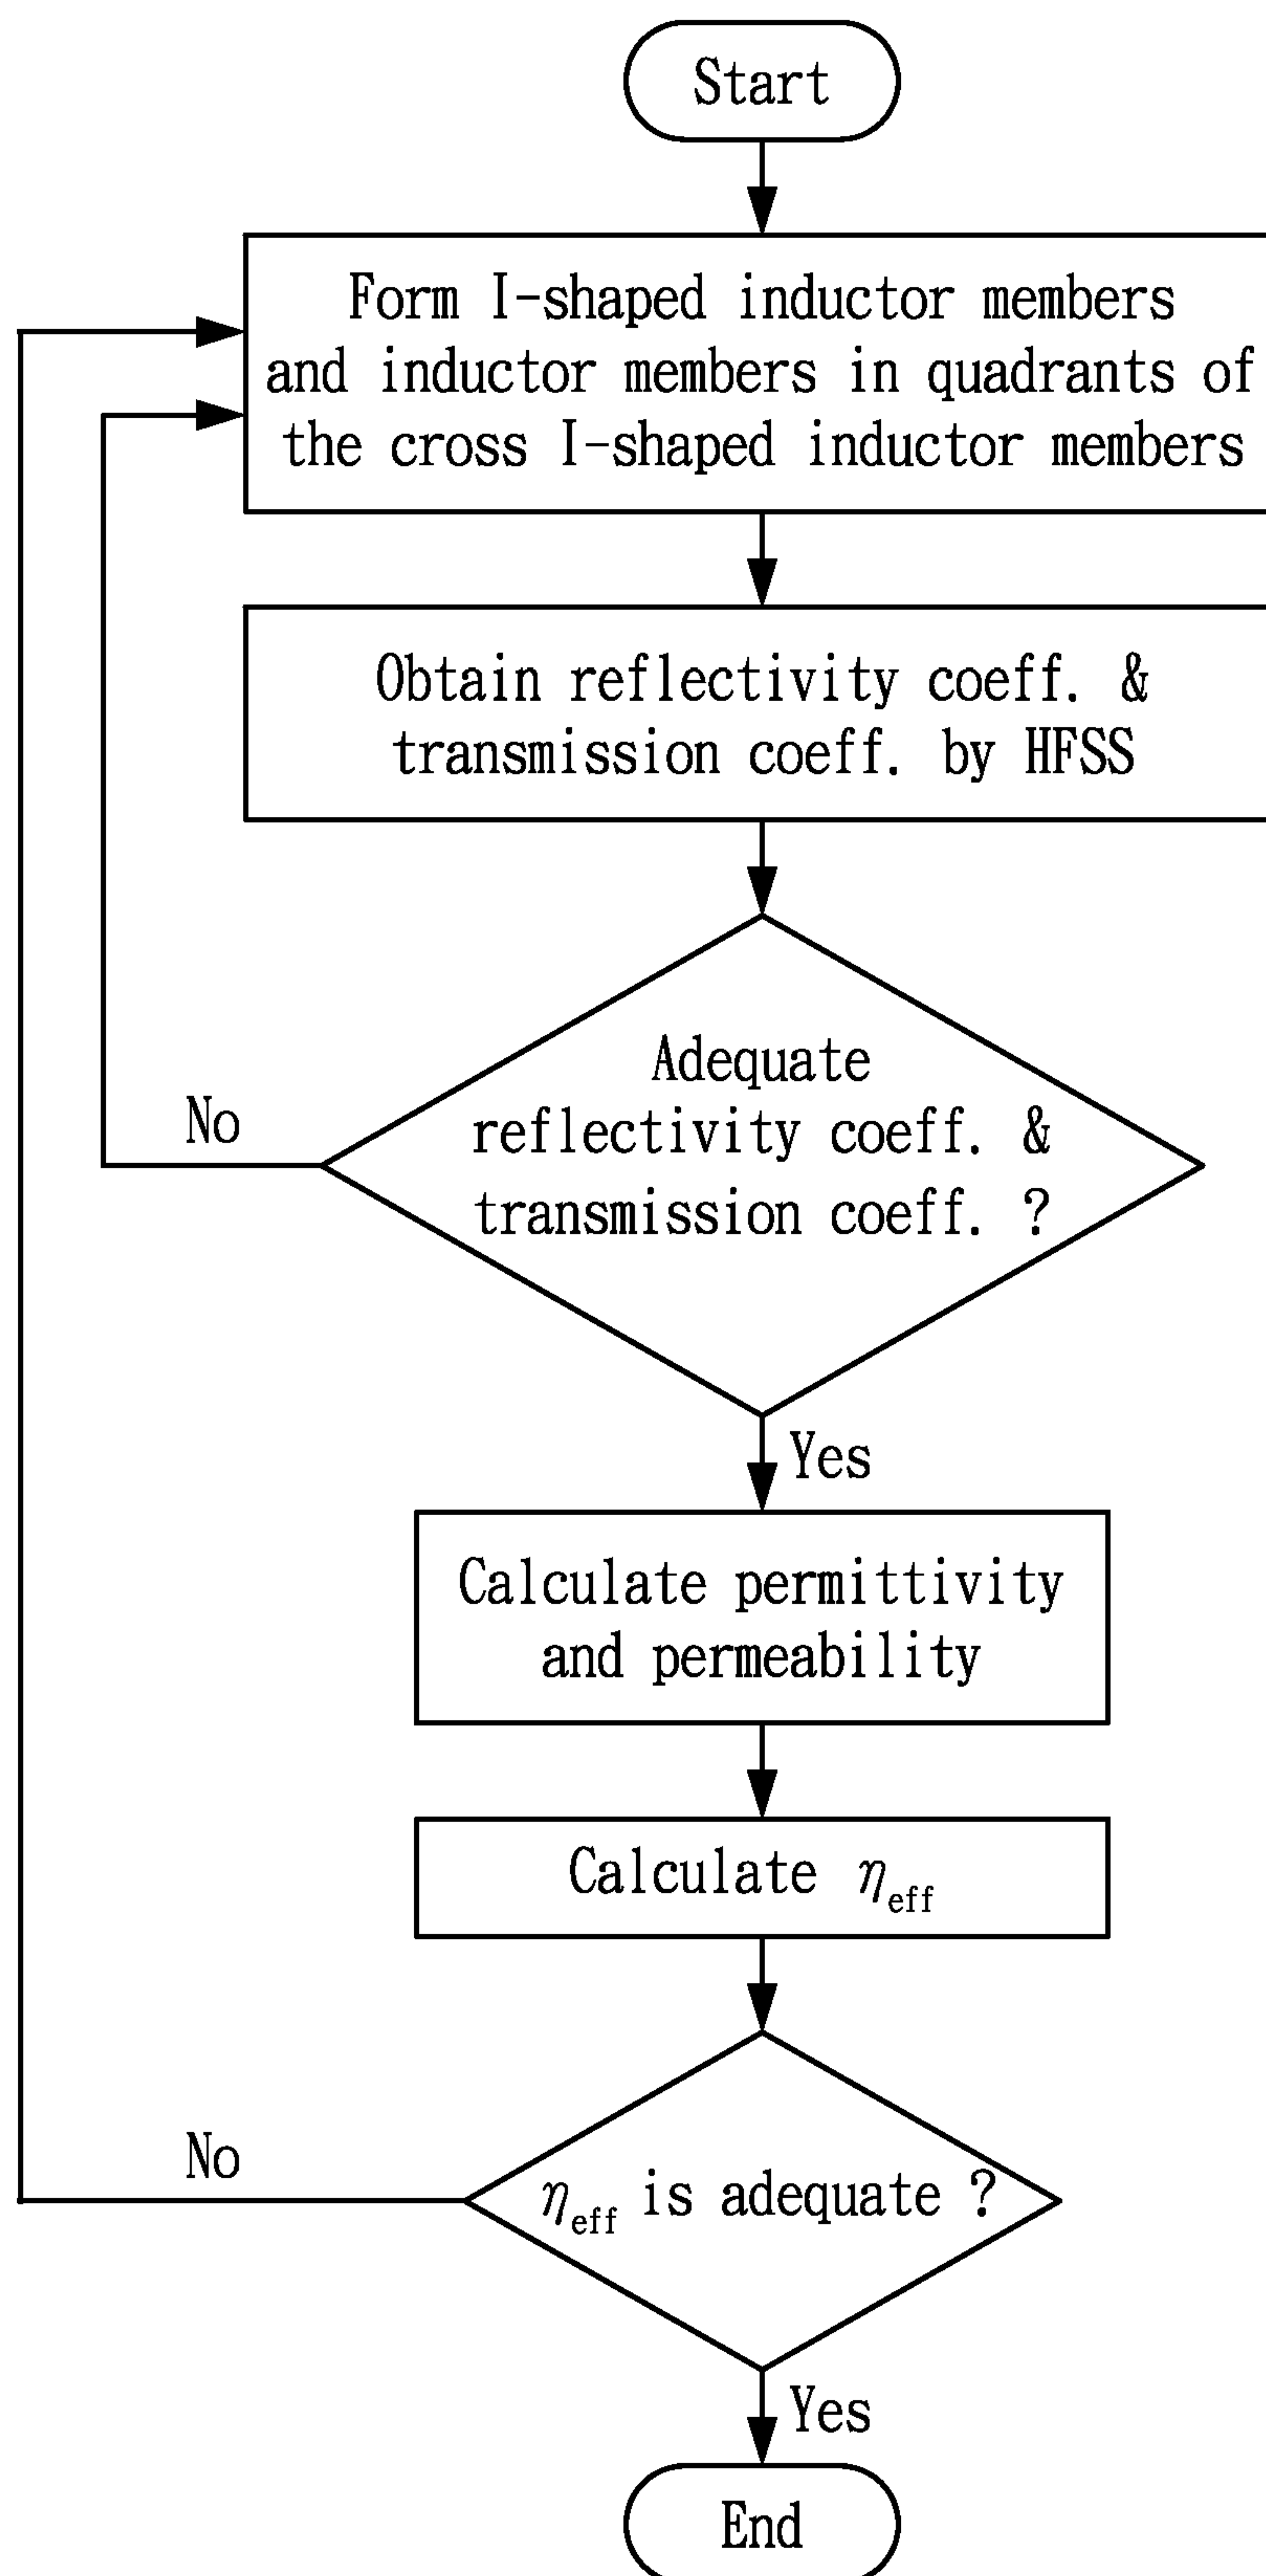 Start
Form I-shaped inductor members
and inductor members in quadrants of
the cross I-shaped inductor members
Obtain reflectivity coeff. &
transmission coeff. by HFSS
Adequate
reflectivity coeff. &
transmission coeff. ?
No
Yes
Calculate permittivity
and permeability
Calculate ηeff
No
ηeff is adequate ?
Yes
End